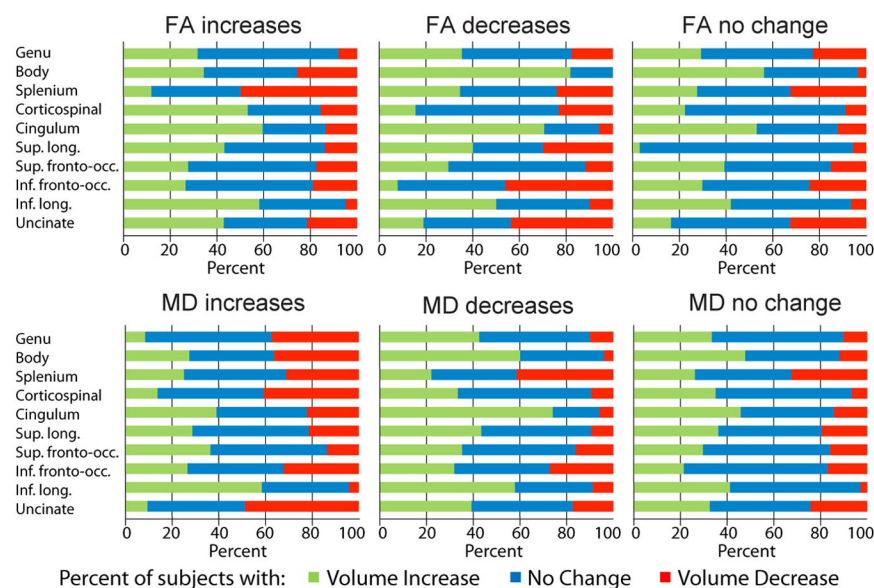 FA increases FA decreases FA no change
Genu
Body
Splenium
Corticospinal
Cingulum
Sup. long.
Sup. fronto-occ.
Inf. fronto-occ.
Inf. long.
Uncinate
0 20 40 60 80 100 0 20 40 60 80 100 0 20 40 60 80 100
Percent Percent Percent
MD increases MD decreases MD no change
Genu
Body
Splenium
Corticospinal
Cingulum
Sup. long.
Sup. fronto-occ.
Inf. fronto-occ.
Inf. long.
Uncinate
0 20 40 60 80 100 0 20 40 60 80 100 0 20 40 60 80 100
Percent Percent Percent
Percent of subjects with: Volume Increase No Change Volume Decrease